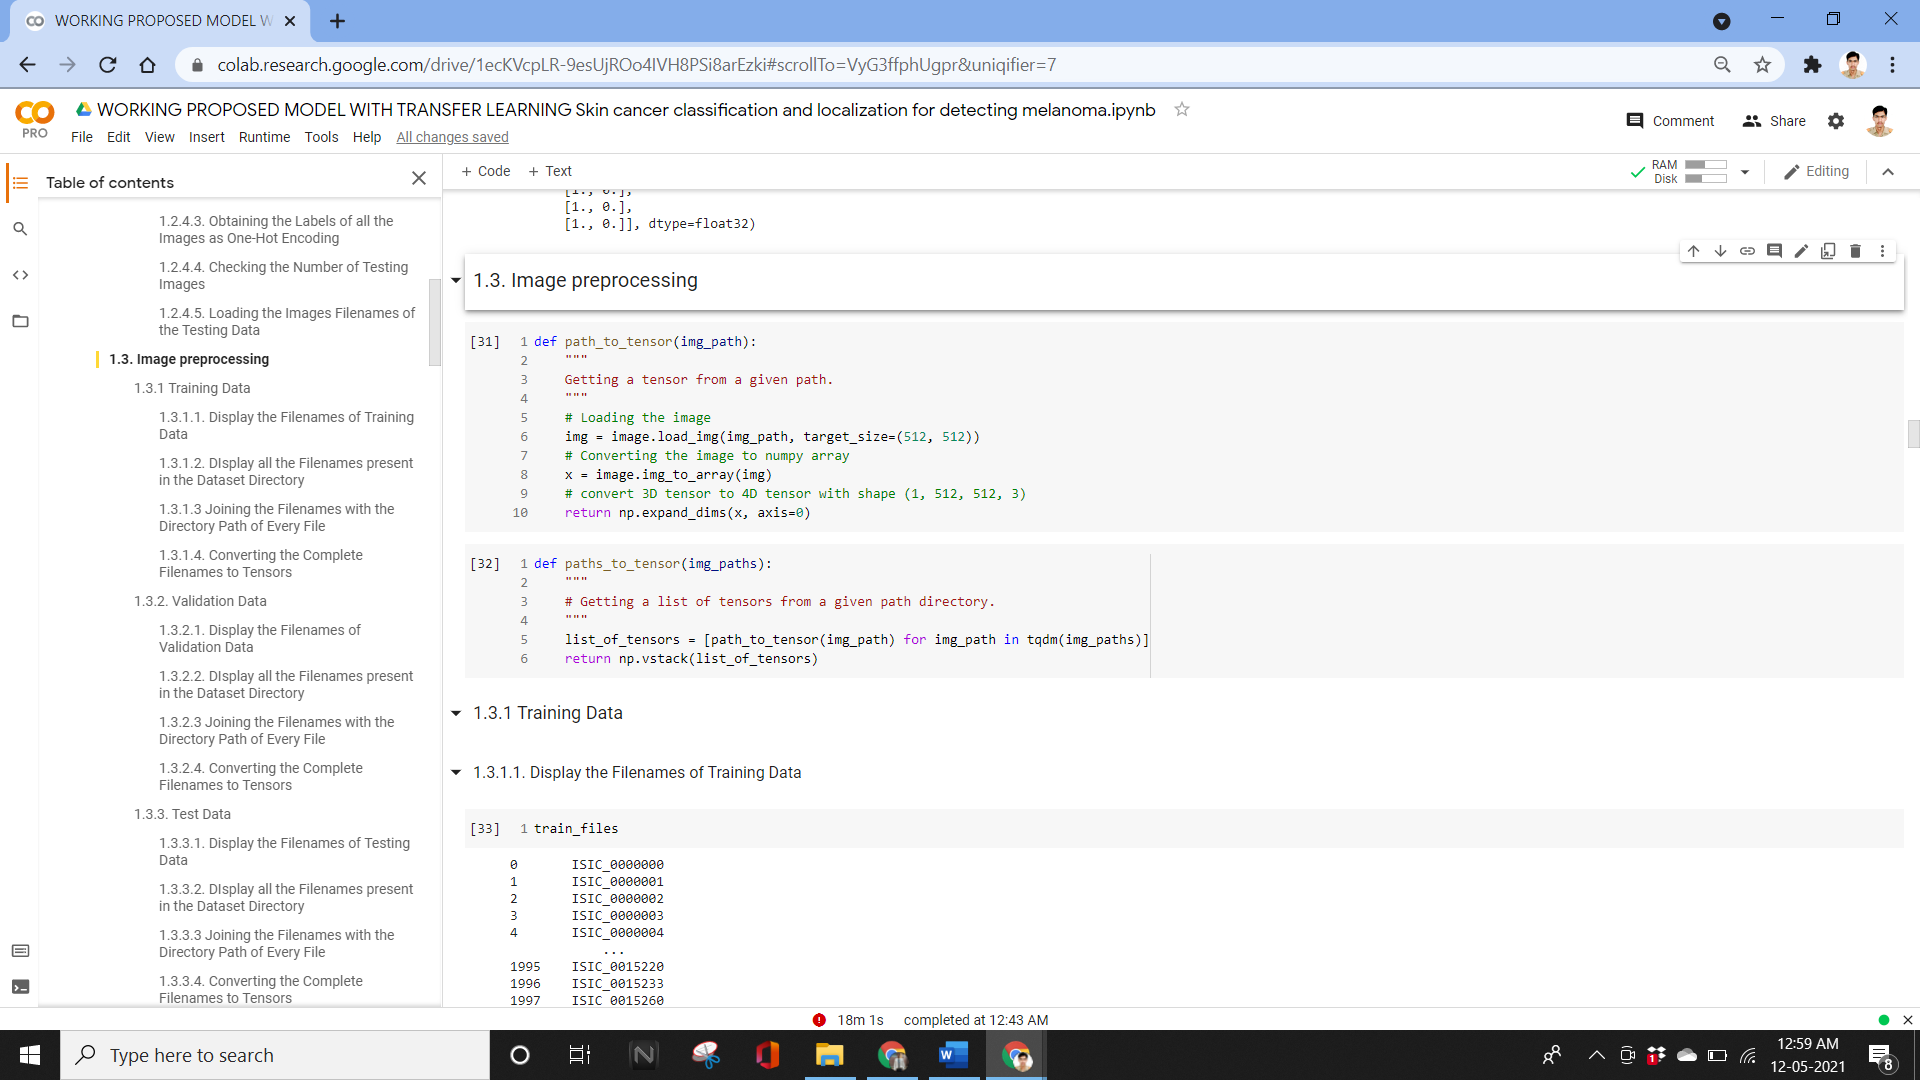 WORKING PROPOSED MODEL W
colab.research.google.com/drive/1ecKVcpLR-9esUjROo4IVH8PSi8arEzki#scrollTo=VyG3ffphUgpr&uniqifier=7
CO
PRO
WORKING PROPOSED MODEL WITH TRANSFER LEARNING Skin cancer classification and localization for detecting melanoma.ipynb
File Edit View Insert Runtime Tools Help All changes saved
Comment Share
Table of contents
1.2.4.3. Obtaining the Labels of all the
Images as One-Hot Encoding
1.2.4.4. Checking the Number of Testing
Images
1.2.4.5. Loading the Images Filenames of
the Testing Data
1.3. Image preprocessing
1.3.1 Training Data
1.3.1.1. Display the Filenames of Training
Data
1.3.1.2. DIsplay all the Filenames present
in the Dataset Directory
1.3.1.3 Joining the Filenames with the
Directory Path of Every File
1.3.1.4. Converting the Complete
Filenames to Tensors
1.3.2. Validation Data
1.3.2.1. Display the Filenames of
Validation Data
1.3.2.2. DIsplay all the Filenames present
in the Dataset Directory
1.3.2.3 Joining the Filenames with the
Directory Path of Every File
1.3.2.4. Converting the Complete
Filenames to Tensors
1.3.3. Test Data
1.3.3.1. Display the Filenames of Testing
Data
1.3.3.2. DIsplay all the Filenames present
in the Dataset Directory
1.3.3.3 Joining the Filenames with the
Directory Path of Every File
1.3.3.4. Converting the Complete
Filenames to Tensors
+ Code + Text
RAM
Disk
Editing
[1., 0.],
[1., 0.],
[1., 0.]], dtype=float32)
1.3. Image preprocessing
[31] 1 def path_to_tensor(img_path):
2 """
3 Getting a tensor from a given path.
4 """
5 # Loading the image
6 img = image.load_img(img_path, target_size=(512, 512))
7 # Converting the image to numpy array
8 x = image.img_to_array(img)
9 # convert 3D tensor to 4D tensor with shape (1, 512, 512, 3)
10 return np.expand_dims(x, axis=0)
[32] 1 def paths_to_tensor(img_paths):
2 """
3 # Getting a list of tensors from a given path directory.
4 """
5 list_of_tensors = [path_to_tensor(img_path) for img_path in tqdm(img_paths)]
6 return np.vstack(list_of_tensors)
1.3.1 Training Data
1.3.1.1. Display the Filenames of Training Data
[33] 1 train_files
0 ISIC_0000000
1 ISIC_0000001
2 ISIC_0000002
3 ISIC_0000003
4 ISIC_0000004
...
1995 ISIC_0015220
1996 ISIC_0015233
1997 ISIC_0015260
18m 1s completed at 12:43 AM
Type here to search
12:59 AM
12-05-2021
8